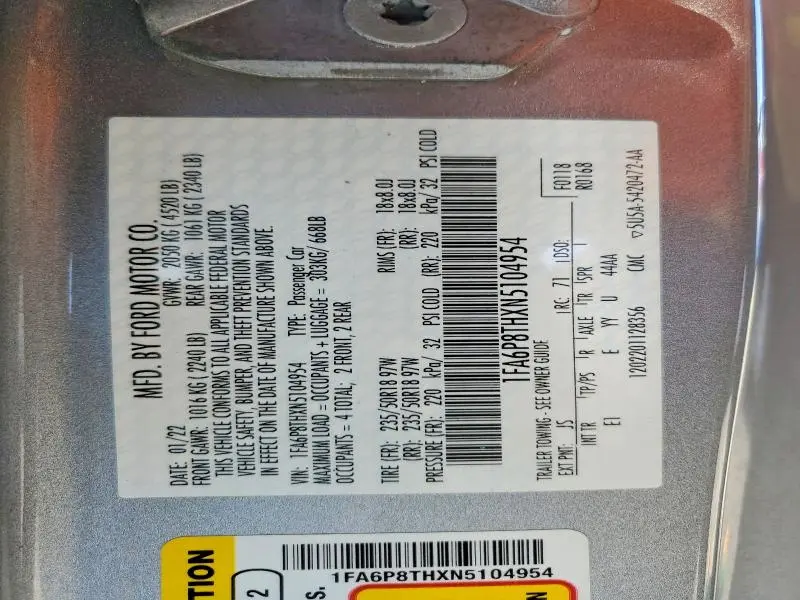 MFD. BY FORD MOTOR CO.
DATE: 07/22 GVWR: 2050 KG (4520 LB)
FRONT GAWR: 1016 KG (2240 LB) REAR GAWR: 1061 KG (2340 LB)
THIS VEHICLE CONFORMS TO ALL APPLICABLE FEDERAL MOTOR
VEHICLE SAFETY, BUMPER, AND THEFT PREVENTION STANDARDS
IN EFFECT ON THE DATE OF MANUFACTURE SHOWN ABOVE.
VIN: 1FA6P8THXN5104954 TYPE: Passenger Car
MAXIMUM LOAD = OCCUPANTS + LUGGAGE = 303KG/ 668LB
OCCUPANTS = 4 TOTAL; 2 FRONT, 2 REAR
TIRE (FR): 235/50R18 97W RIMS (FR): 18x8.0J
(RR): 235/50R18 97W (RR): 18x8.0J
PRESSURE (FR): 220 kPa/ 32 PSI COLD (RR): 220 kPa/ 32 PSI COLD
1FA6P8THXN5104954
TRAILER TOWING - SEE OWNER GUIDE F0118
EXT PNT: JS RC: 71 DSO: R0168
INT TR TP/PS R AXLE TR SPR
E1 E YY U 44AA
1202201128356 CMC ▽5U5A-5420472-AA
TION
2
S.
1FA6P8THXN5104954
N